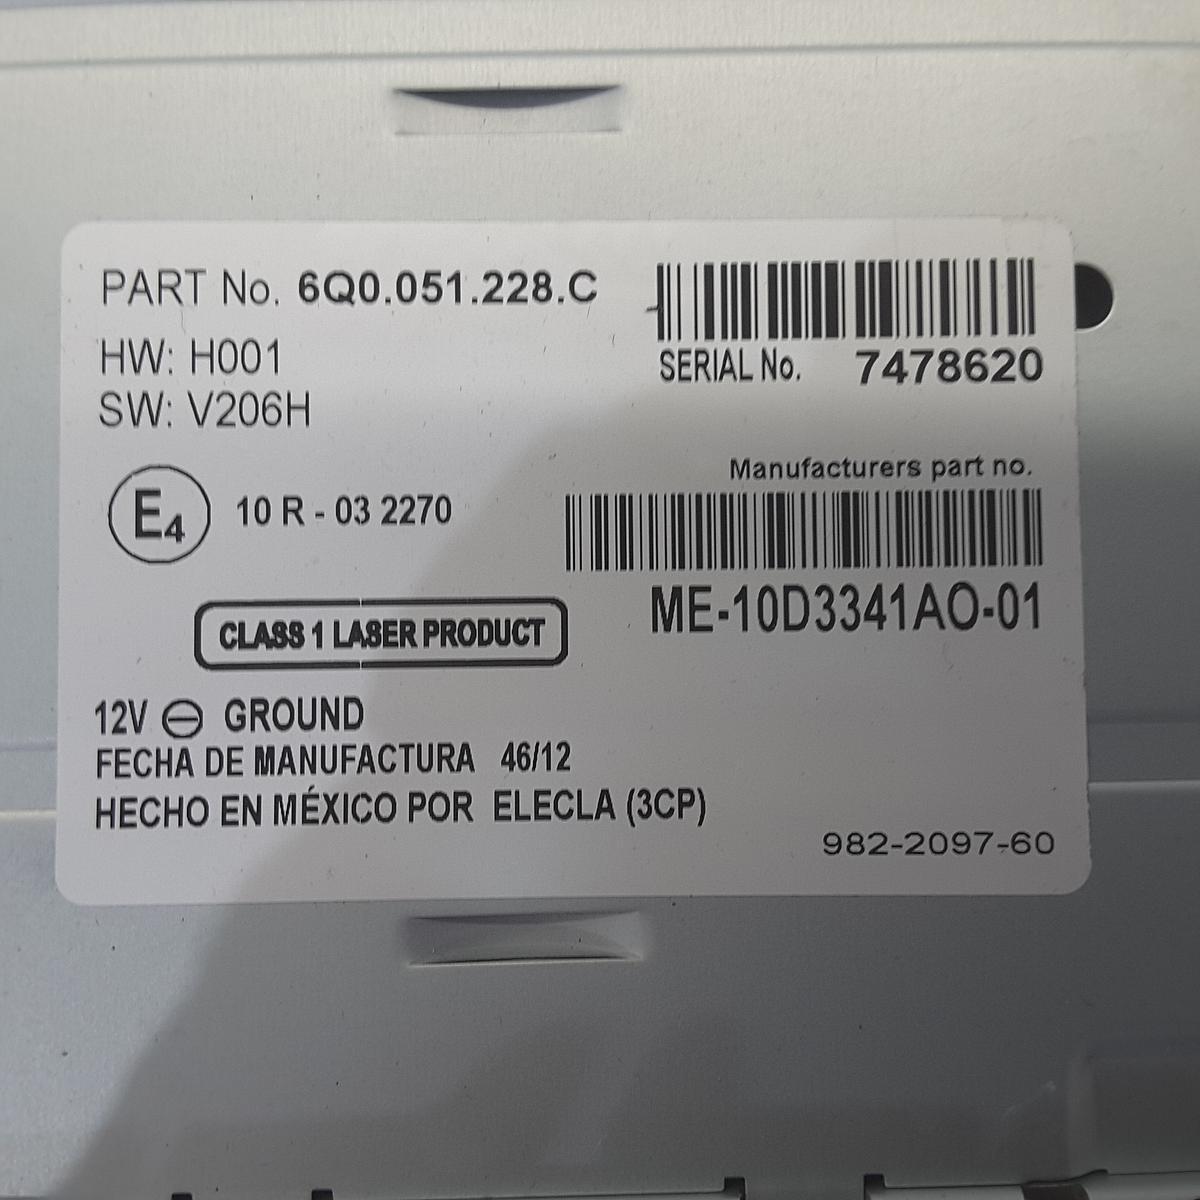 PART No. 6Q0.051.228.C
HW: H001
SW: V206H
SERIAL No. 7478620
Manufacturers part no.
ME-10D3341AO-01
E4 10 R - 03 2270
CLASS 1 LASER PRODUCT
12V GROUND
FECHA DE MANUFACTURA 46/12
HECHO EN MÉXICO POR ELECLA (3CP)
982-2097-60